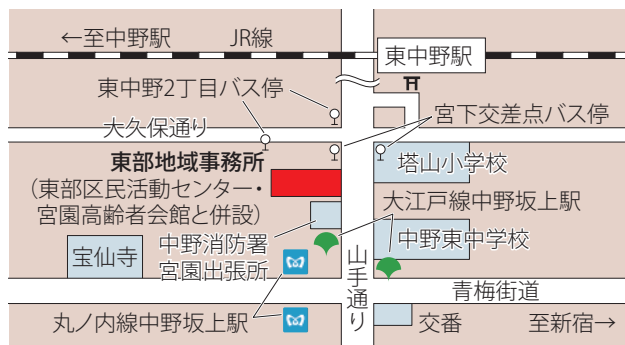 ←至中野駅
JR線
東中野駅
東中野2丁目バス停
宮下交差点バス停
大久保通り
東部地域事務所
(東部区民活動センター・
宮園高齢者会館と併設)
塔山小学校
大江戸線中野坂上駅
中野消防署
宮園出張所
中野東中学校
宝仙寺
山手通り
青梅街道
丸ノ内線中野坂上駅
交番
至新宿→